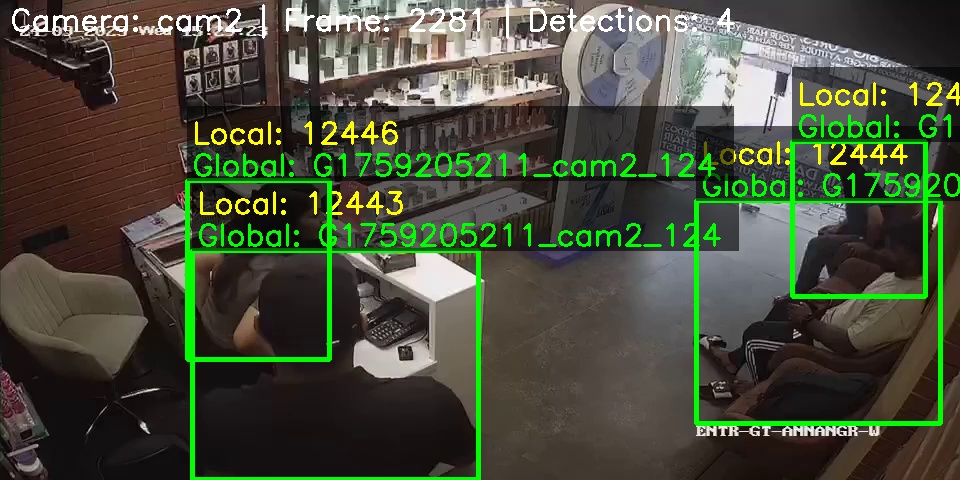 Camera: cam2 | Frame: 2281 | Detections: 4
Local: 124
Global: G1
Local: 12446
Global: G1759205211_cam2_124
Local: 12444
Global: G175920
Local: 12443
Global: G1759205211_cam2_124
ENTR-GT-ANNANGR-W